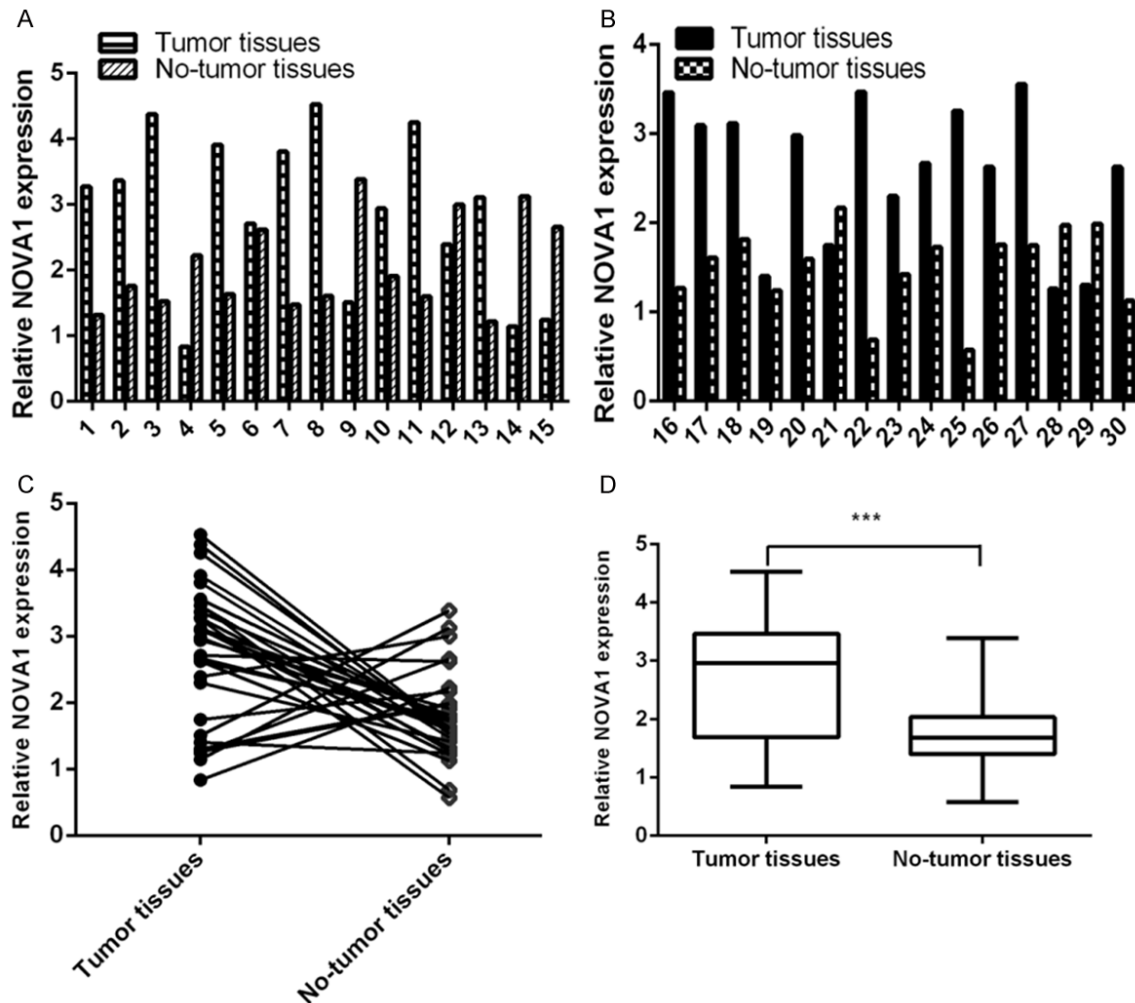 A
Tumor tissues
No-tumor tissues
Relative NOVA1 expression
5
4
3
2
1
0
1 2 3 4 5 6 7 8 9 10 11 12 13 14 15
B
Tumor tissues
No-tumor tissues
Relative NOVA1 expression
4
3
2
1
0
16 17 18 19 20 21 22 23 24 25 26 27 28 29 30
C
Relative NOVA1 expression
5
4
3
2
1
0
Tumor tissues
No-tumor tissues
D
***
Relative NOVA1 expression
5
4
3
2
1
0
Tumor tissues No-tumor tissues